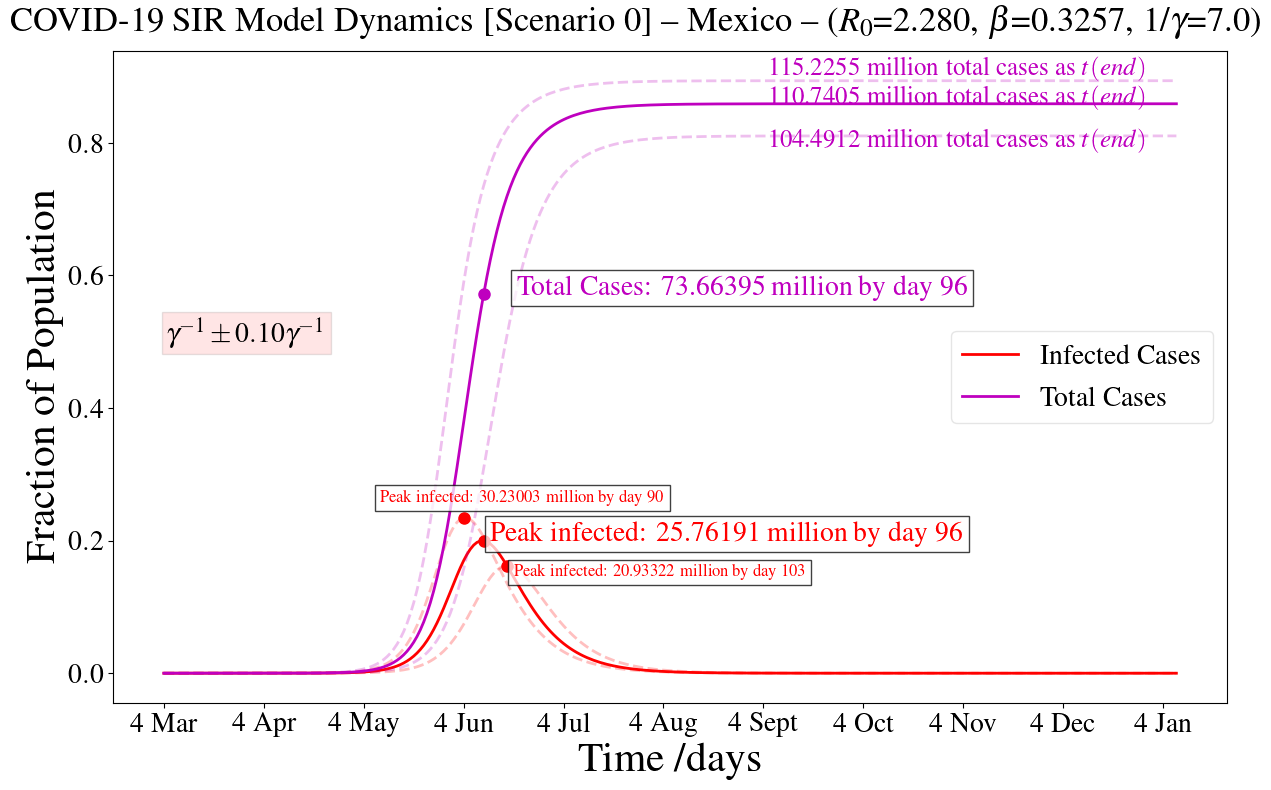 COVID-19 SIR Model Dynamics [Scenario 0] – Mexico – (R₀=2.280, β=0.3257, 1/γ=7.0)
115.2255 million total cases as t(end)
110.7405 million total cases as t(end)
104.4912 million total cases as t(end)
Total Cases: 73.66395 million by day 96
γ⁻¹ ± 0.10γ⁻¹
Infected Cases
Total Cases
Peak infected: 30.23003 million by day 90
Peak infected: 25.76191 million by day 96
Peak infected: 20.93322 million by day 103
Fraction of Population
0.8
0.6
0.4
0.2
0.0
4 Mar 4 Apr 4 May 4 Jun 4 Jul 4 Aug 4 Sept 4 Oct 4 Nov 4 Dec 4 Jan
Time /days